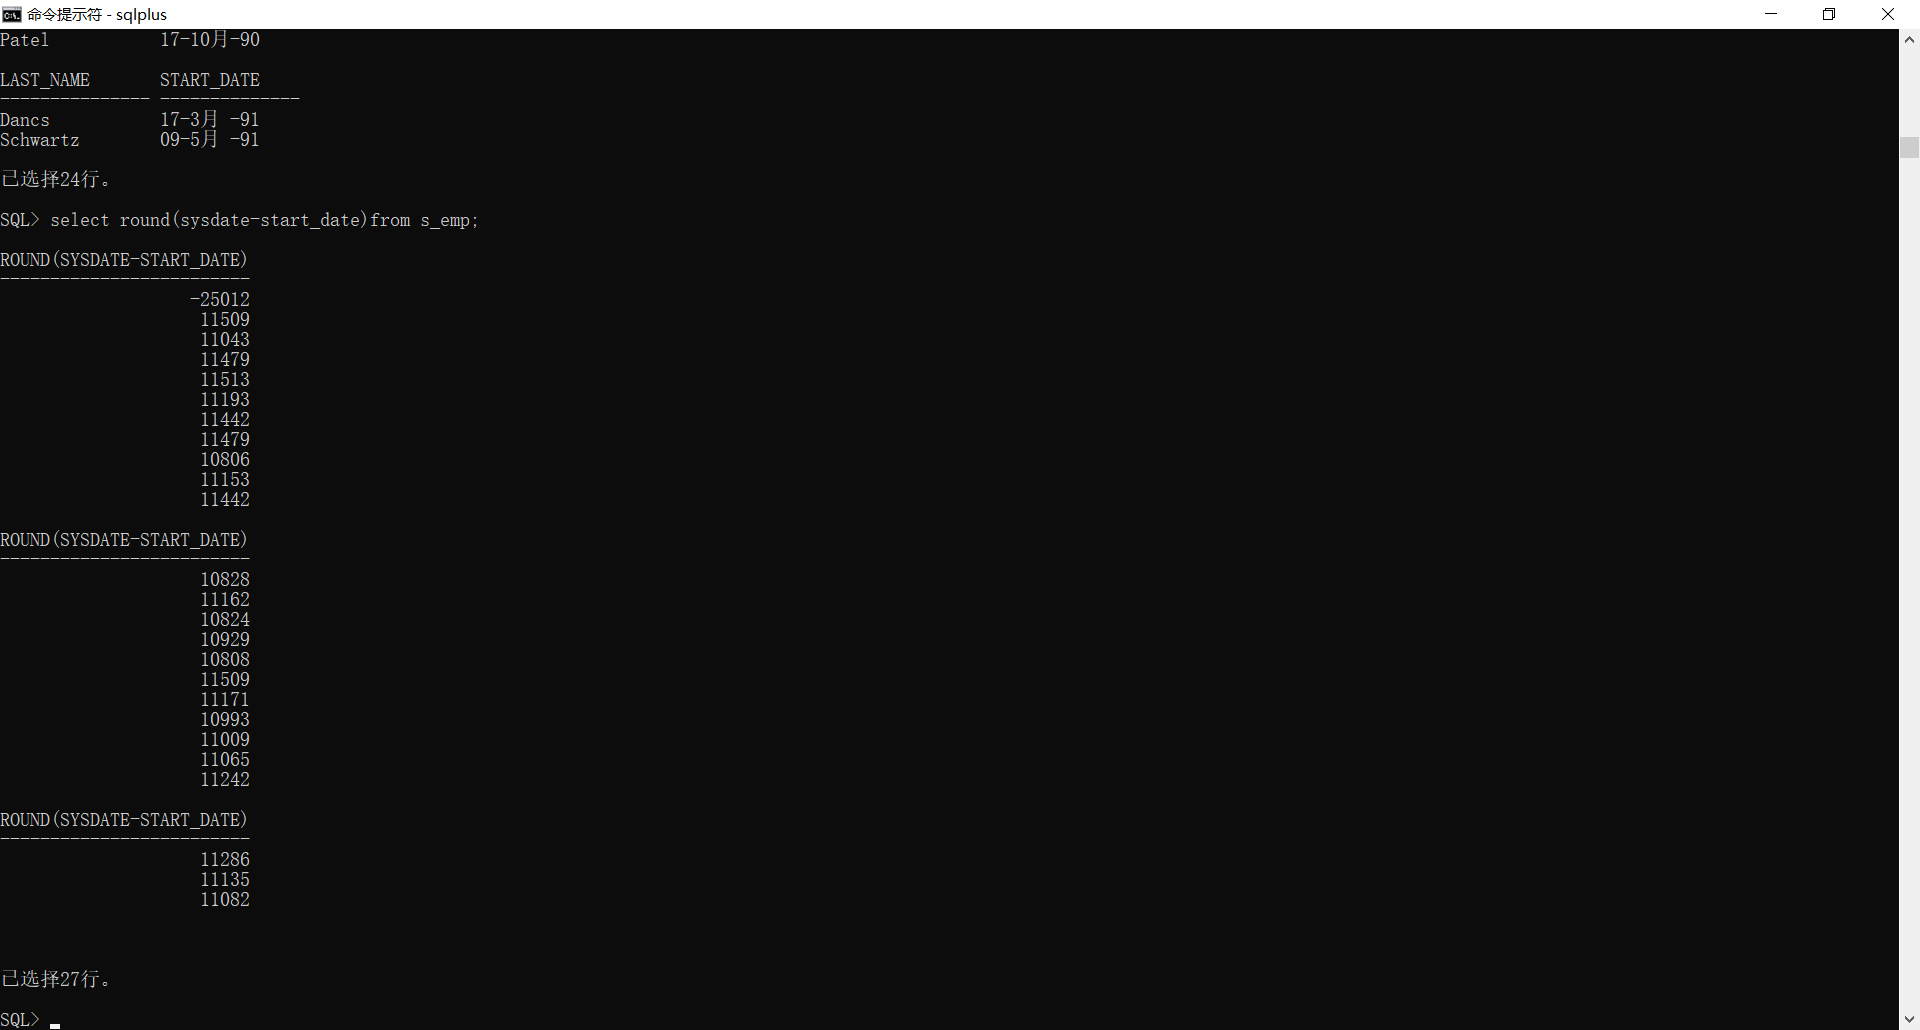 命令提示符 - sqlplus
Patel           17-10月-90
LAST_NAME       START_DATE
--------------- --------------
Dancs           17-3月 -91
Schwartz        09-5月 -91
已选择24行。
SQL> select round(sysdate-start_date)from s_emp;
ROUND(SYSDATE-START_DATE)
-------------------------
-25012
11509
11043
11479
11513
11193
11442
11479
10806
11153
11442
ROUND(SYSDATE-START_DATE)
-------------------------
10828
11162
10824
10929
10808
11509
11171
10993
11009
11065
11242
ROUND(SYSDATE-START_DATE)
-------------------------
11286
11135
11082
已选择27行。
SQL>